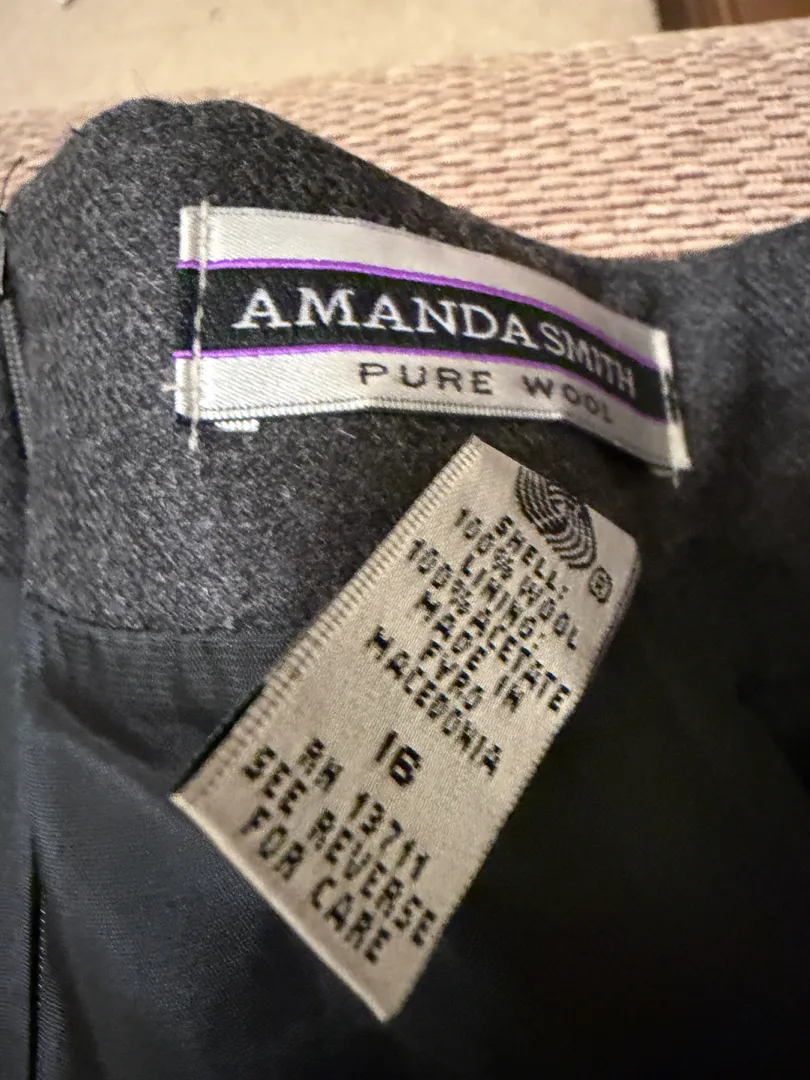 AMANDA SMITH
PURE WOOL
®
SHELL:
100% WOOL
LINING:
100% ACETATE
MADE IN
FYRO
MACEDONIA
16
RN 13711
SEE REVERSE
FOR CARE